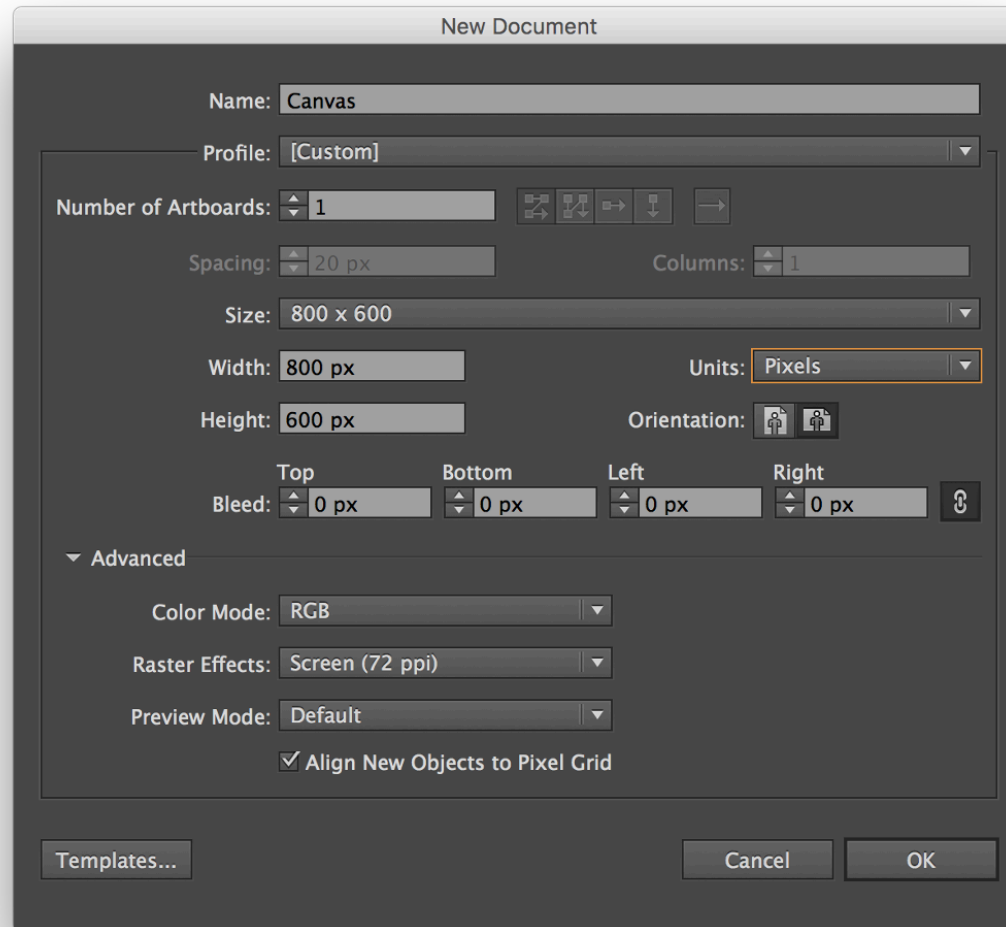 New Document
Name: Canvas
Profile: [Custom]
Number of Artboards: 1
Spacing: 20 px Columns: 1
Size: 800 x 600
Width: 800 px Units: Pixels
Height: 600 px Orientation:
Top Bottom Left Right
Bleed: 0 px 0 px 0 px 0 px
Advanced
Color Mode: RGB
Raster Effects: Screen (72 ppi)
Preview Mode: Default
Align New Objects to Pixel Grid
Templates... Cancel OK